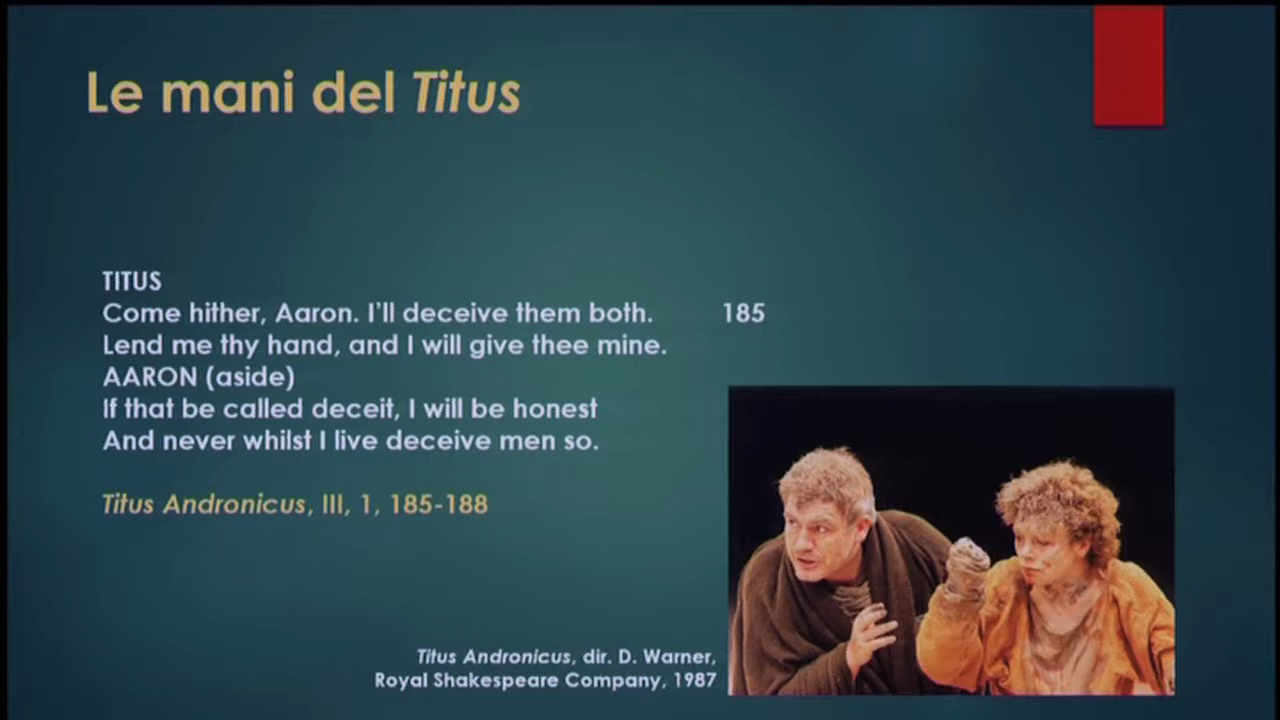 Le mani del Titus
TITUS
Come hither, Aaron. I'll deceive them both. 185
Lend me thy hand, and I will give thee mine.
AARON (aside)
If that be called deceit, I will be honest
And never whilst I live deceive men so.
Titus Andronicus, III, 1, 185-188
Titus Andronicus, dir. D. Warner,
Royal Shakespeare Company, 1987